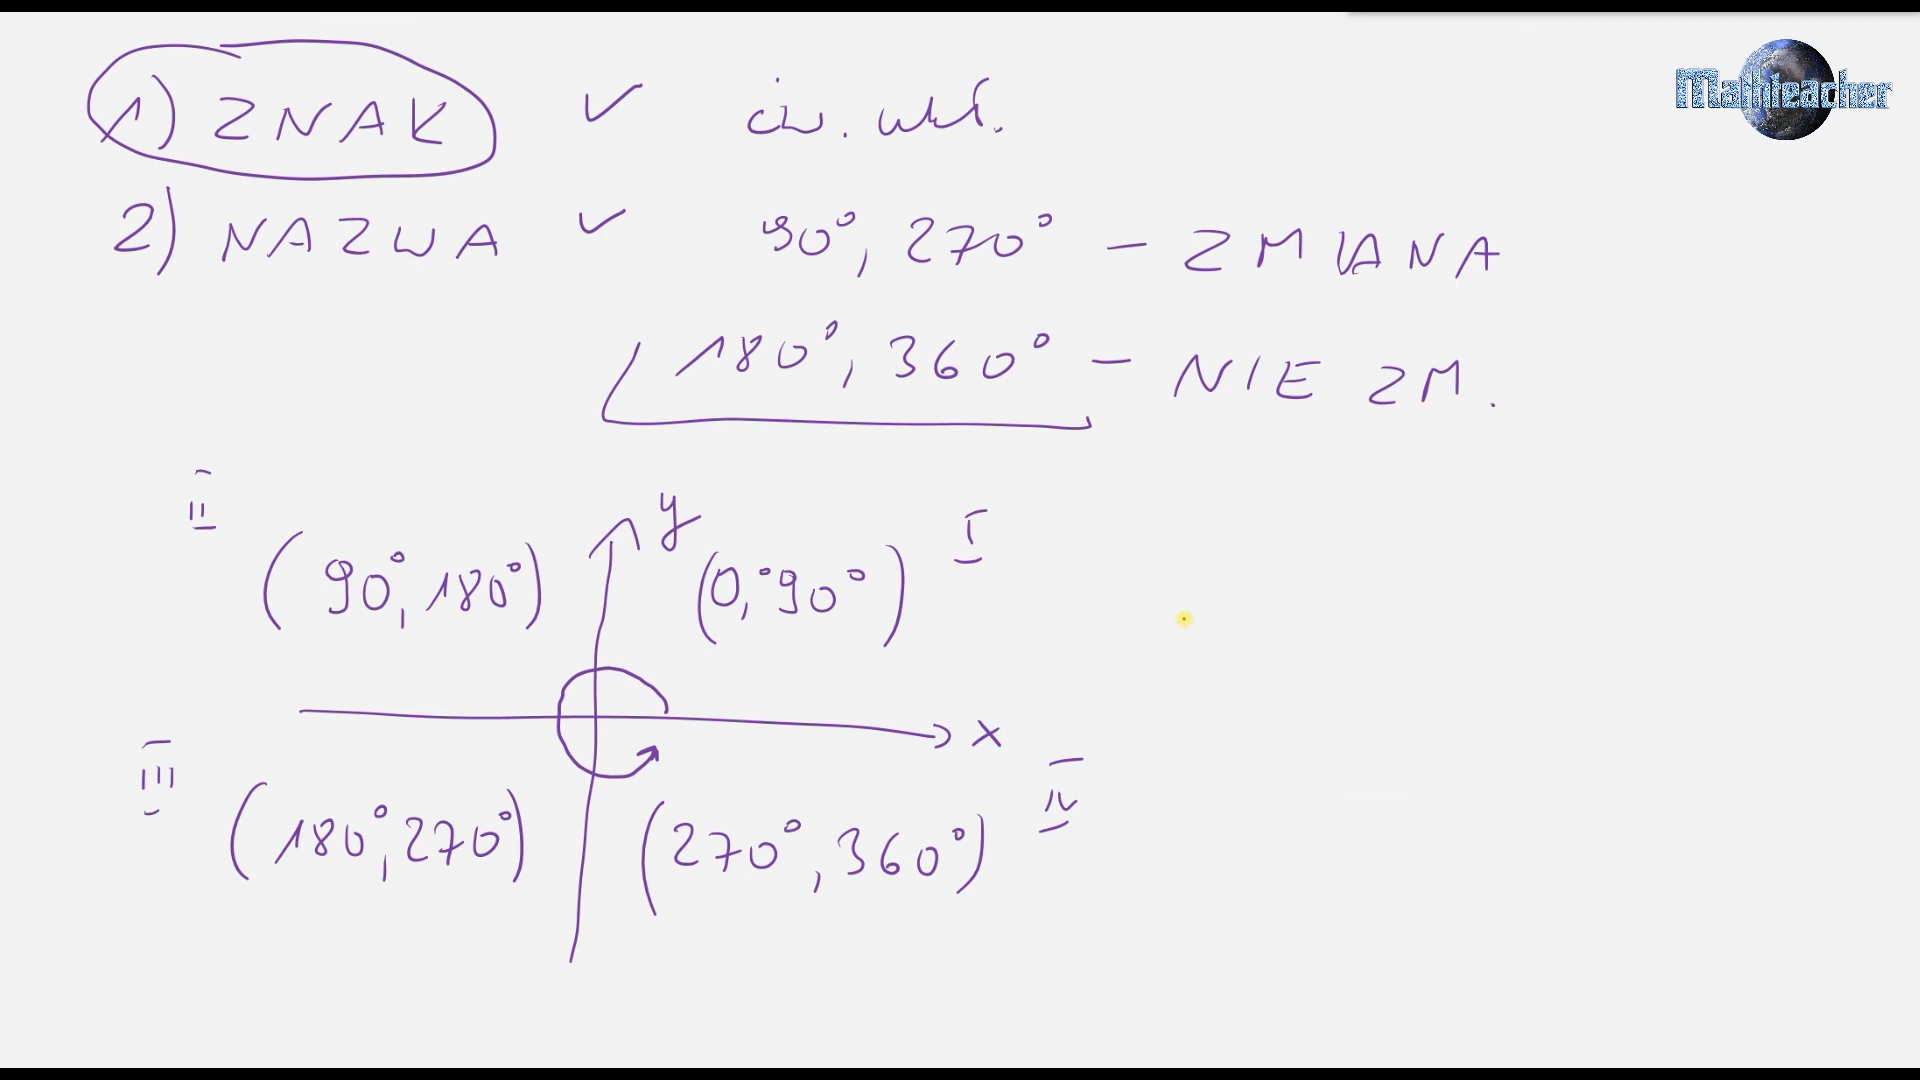 1) ZNAK ✓ ćw. ukł.
2) NAZWA ✓ 90°, 270° – ZMIANA
180°, 360° – NIE ZM.
II y I
(90°, 180°) (0,° 90°)
x
III IV
(180°, 270°) (270°, 360°)
Mathteacher